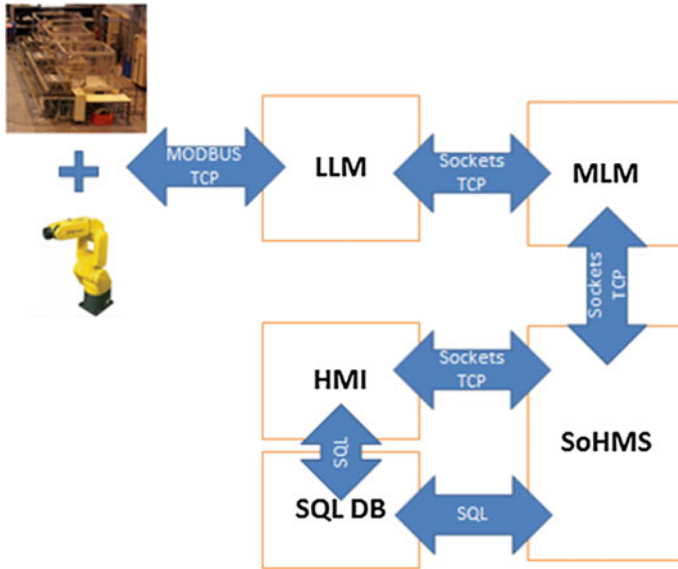 MODBUS
TCP
LLM
Sockets
TCP
MLM
Sockets
TCP
HMI
Sockets
TCP
SoHMS
SQL
SQL DB
SQL